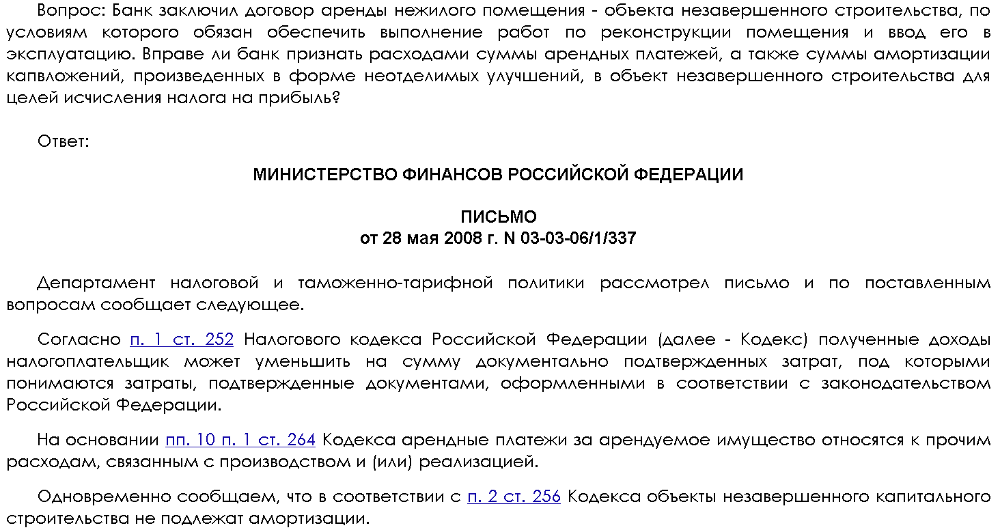 Вопрос: Банк заключил договор аренды нежилого помещения - объекта незавершенного строительства, по
условиям которого обязан обеспечить выполнение работ по реконструкции помещения и ввод его в
эксплуатацию. Вправе ли банк признать расходами суммы арендных платежей, а также суммы амортизации
капвложений, произведенных в форме неотделимых улучшений, в объект незавершенного строительства для
целей исчисления налога на прибыль?
Ответ:
МИНИСТЕРСТВО ФИНАНСОВ РОССИЙСКОЙ ФЕДЕРАЦИИ
ПИСЬМО
от 28 мая 2008 г. N 03-03-06/1/337
Департамент налоговой и таможенно-тарифной политики рассмотрел письмо и по поставленным
вопросам сообщает следующее.
Согласно п. 1 ст. 252 Налогового кодекса Российской Федерации (далее - Кодекс) полученные доходы
налогоплательщик может уменьшить на сумму документально подтвержденных затрат, под которыми
понимаются затраты, подтвержденные документами, оформленными в соответствии с законодательством
Российской Федерации.
На основании пп. 10 п. 1 ст. 264 Кодекса арендные платежи за арендуемое имущество относятся к прочим
расходам, связанным с производством и (или) реализацией.
Одновременно сообщаем, что в соответствии с п. 2 ст. 256 Кодекса объекты незавершенного капитального
строительства не подлежат амортизации.